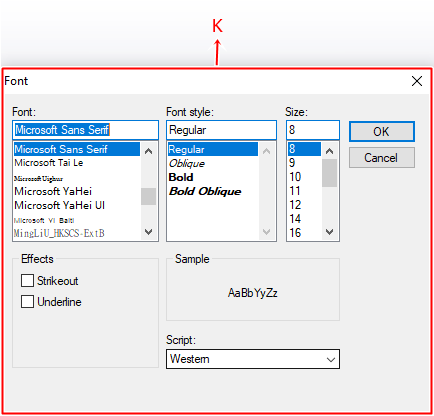 K
Font
Font: Font style: Size:
Microsoft Sans Serif Regular 8
OK
Microsoft Sans Serif Regular 8
Microsoft Tai Le Oblique 9
Microsoft Uighur Bold 10
Microsoft YaHei Bold Oblique 11
Microsoft YaHei UI 12
Microsoft Yi Baiti 14
MingLiU_HKSCS-ExtB 16
Cancel
Effects
Strikeout
Underline
Sample
AaBbYyZz
Script:
Western